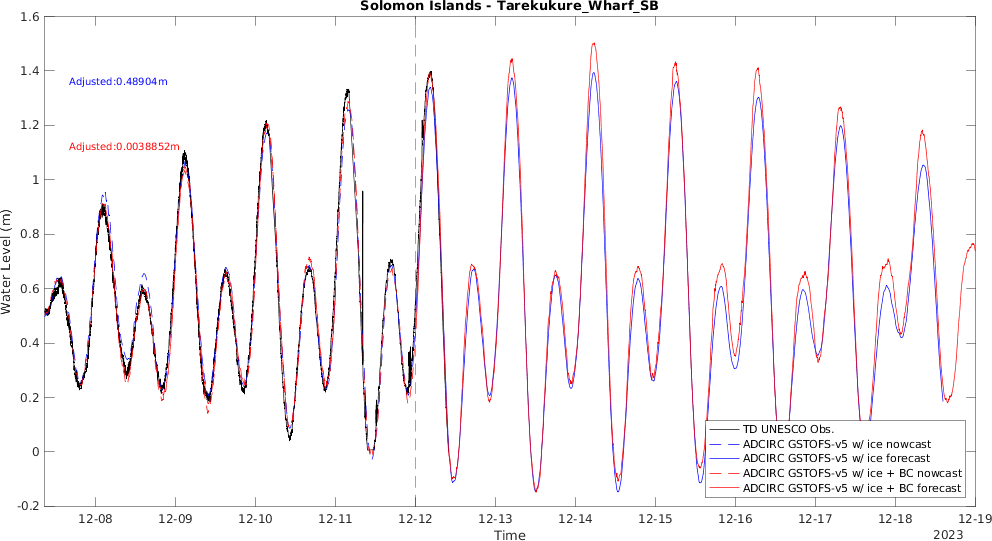 Solomon Islands - Tarekukure_Wharf_SB
1.6
1.4
1.2
1
0.8
0.6
0.4
0.2
0
-0.2
Water Level (m)
Adjusted:0.48904m
Adjusted:0.0038852m
TD UNESCO Obs.
ADCIRC GSTOFS-v5 w/ ice nowcast
ADCIRC GSTOFS-v5 w/ ice forecast
ADCIRC GSTOFS-v5 w/ ice + BC nowcast
ADCIRC GSTOFS-v5 w/ ice + BC forecast
12-08 12-09 12-10 12-11 12-12 12-13 12-14 12-15 12-16 12-17 12-18 12-19
Time
2023